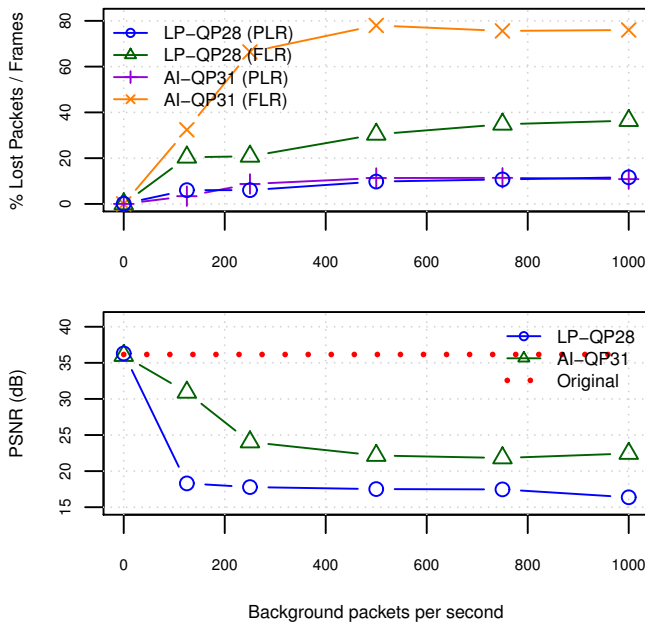 80
60
40
20
0
% Lost Packets / Frames
LP−QP28 (PLR)
LP−QP28 (FLR)
AI−QP31 (PLR)
AI−QP31 (FLR)
0 200 400 600 800 1000
40
35
30
25
20
15
PSNR (dB)
LP−QP28
AI−QP31
Original
0 200 400 600 800 1000
Background packets per second